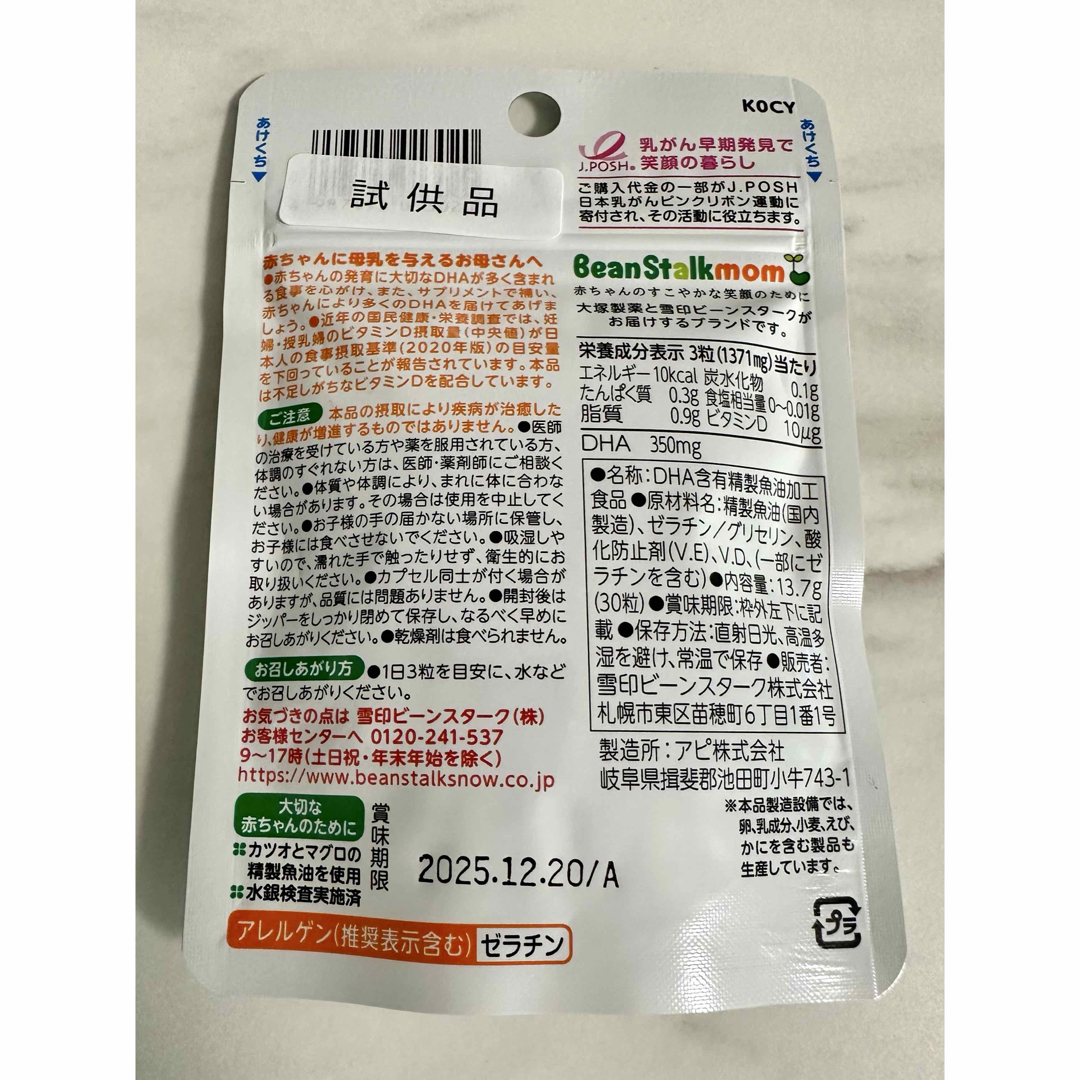 KOCY
あけくち
あけくち
試供品
J.POSH®
乳がん早期発見で
笑顔の暮らし
ご購入代金の一部がJ.POSH
日本乳がんピンクリボン運動に
寄付され、その活動に役立ちます。
赤ちゃんに母乳を与えるお母さんへ
●赤ちゃんの発育に大切なDHAが多く含まれ
る食事を心がけ、また、サプリメントで補い、
赤ちゃんにより多くのDHAを届けてあげま
しょう。●近年の国民健康・栄養調査では、妊
婦・授乳婦のビタミンD摂取量(中央値)が日
本人の食事摂取基準(2020年版)の目安量
を下回っていることが報告されています。本品
は不足しがちなビタミンDを配合しています。
ご注意 本品の摂取により疾病が治癒した
り、健康が増進するものではありません。●医師
の治療を受けている方や薬を服用されている方、
体調のすぐれない方は、医師・薬剤師にご相談く
ださい。●体質や体調により、まれに体に合わな
い場合があります。その場合は使用を中止してく
ださい。●お子様の手の届かない場所に保管し、
お子様には食べさせないでください。●吸湿しや
すいので、濡れた手で触ったりせず、衛生的にお
取り扱いください。●カプセル同士が付く場合が
ありますが、品質には問題ありません。●開封後は
ジッパーをしっかり閉めて保存し、なるべく早めに
お召しあがりください。●乾燥剤は食べられません。
お召しあがり方 ●1日3粒を目安に、水など
でお召しあがりください。
お気づきの点は 雪印ビーンスターク(株)
お客様センターへ 0120-241-537
9～17時(土日祝・年末年始を除く)
https://www.beanstalksnow.co.jp
大切な
赤ちゃんのために
カツオとマグロの
精製魚油を使用
水銀検査実施済
賞味期限
2025.12.20/A
アレルゲン(推奨表示含む) ゼラチン
BeanStalkmom
赤ちゃんのすこやかな笑顔のために
大塚製薬と雪印ビーンスタークが
お届けするブランドです。
栄養成分表示 3粒(1371mg)当たり
エネルギー 10kcal 炭水化物 0.1g
たんぱく質 0.3g 食塩相当量 0～0.01g
脂質 0.9g ビタミンD 10μg
DHA 350mg
●名称:DHA含有精製魚油加工
食品 ●原材料名:精製魚油(国内
製造)、ゼラチン/グリセリン、酸
化防止剤(V.E)、V.D、(一部にゼ
ラチンを含む) ●内容量:13.7g
(30粒) ●賞味期限:枠外左下に記
載 ●保存方法:直射日光、高温多
湿を避け、常温で保存 ●販売者:
雪印ビーンスターク株式会社
札幌市東区苗穂町6丁目1番1号
製造所:アピ株式会社
岐阜県揖斐郡池田町小牛743-1
※本品製造設備では、
卵、乳成分、小麦、えび、
かにを含む製品も
生産しています。
プラ